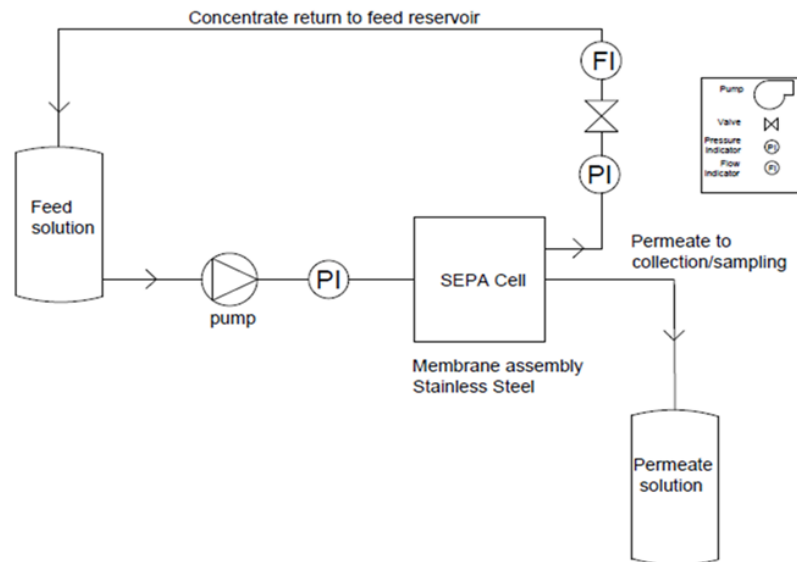 Concentrate return to feed reservoir
FI
PI
Pump
Valve
Pressure
Indicator
PI
Flow
Indicator
FI
Feed
solution
pump
PI
SEPA Cell
Permeate to
collection/sampling
Membrane assembly
Stainless Steel
Permeate
solution